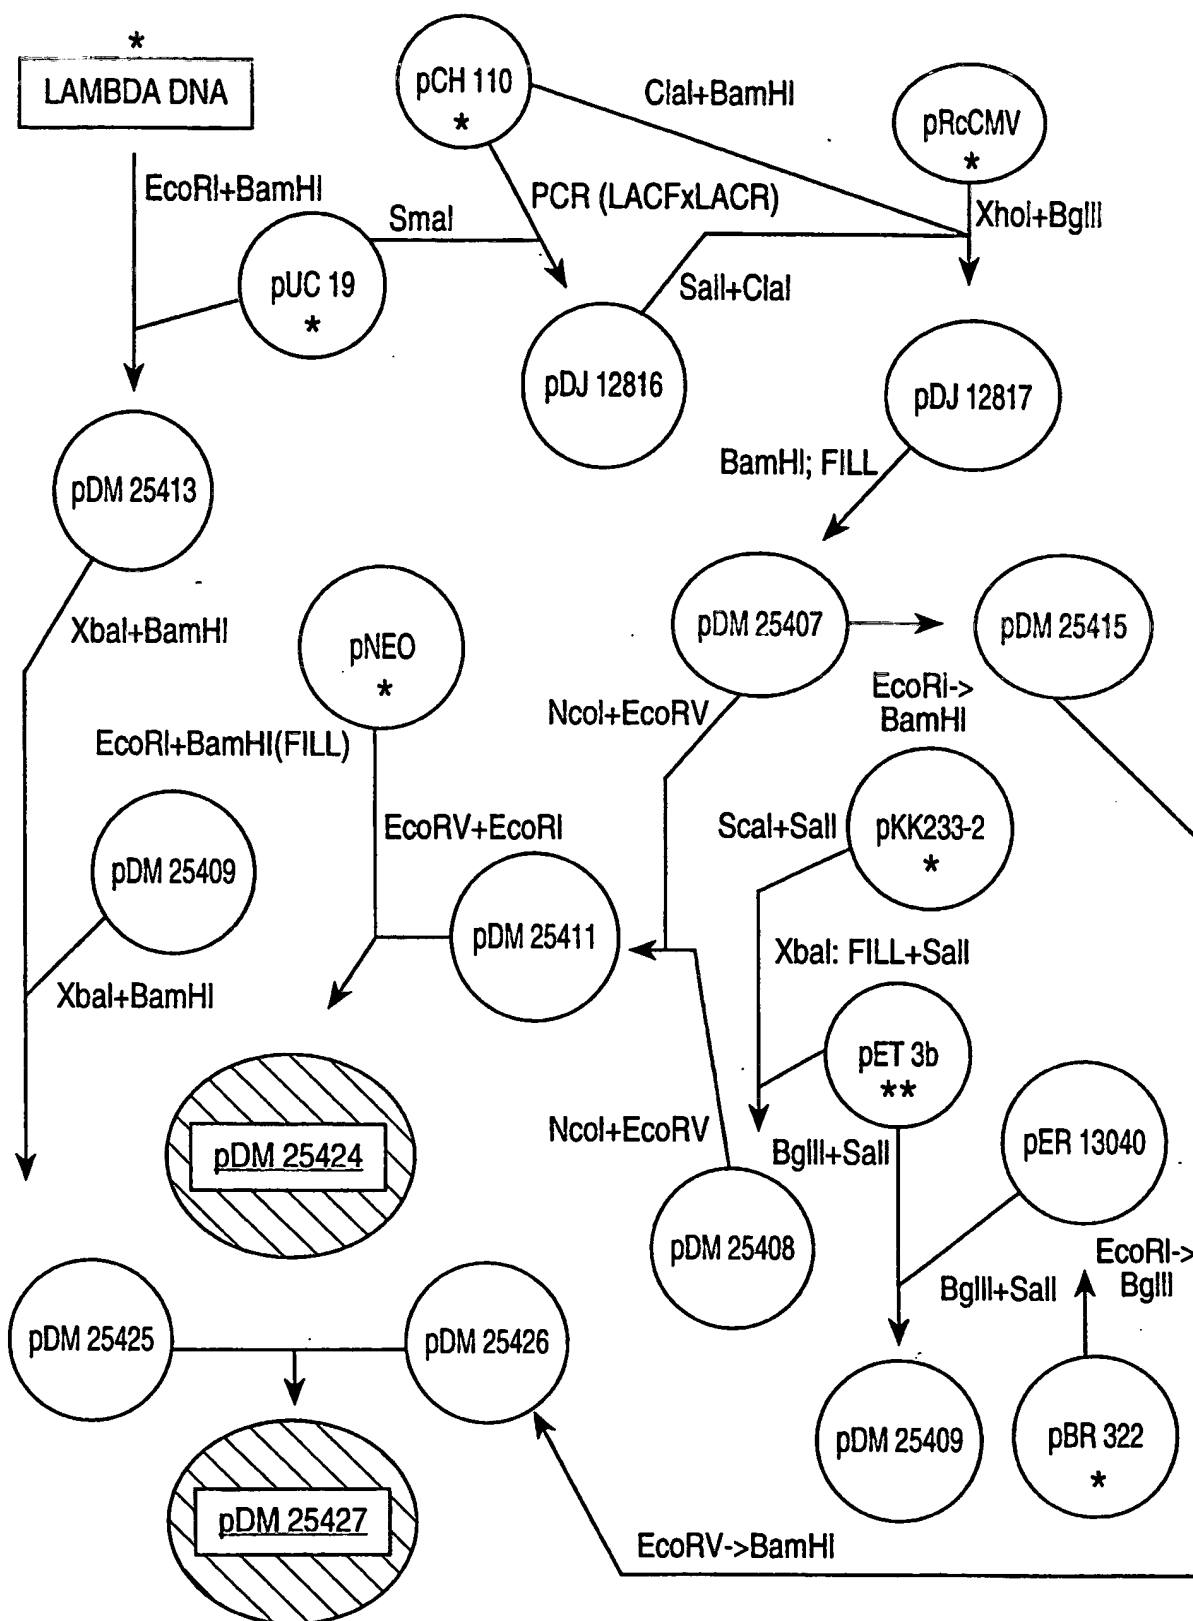 *
LAMBDA DNA
pCH 110
*
ClaI+BamHI
pRcCMV
*
EcoRI+BamHI
SmaI
PCR (LACFxLACR)
XhoI+BglII
pUC 19
*
SalI+ClaI
pDJ 12816
pDJ 12817
BamHI; FILL
pDM 25413
XbaI+BamHI
pNEO
*
pDM 25407
pDM 25415
NcoI+EcoRV
EcoRI->
BamHI
EcoRI+BamHI(FILL)
ScaI+SalI
pKK233-2
*
EcoRV+EcoRI
pDM 25409
pDM 25411
XbaI: FILL+SalI
XbaI+BamHI
pET 3b
**
NcoI+EcoRV
BglII+SalI
pER 13040
pDM 25424
pDM 25408
EcoRI->
BglII
BglII+SalI
pDM 25425
pDM 25426
pDM 25409
pBR 322
*
pDM 25427
EcoRV->BamHI